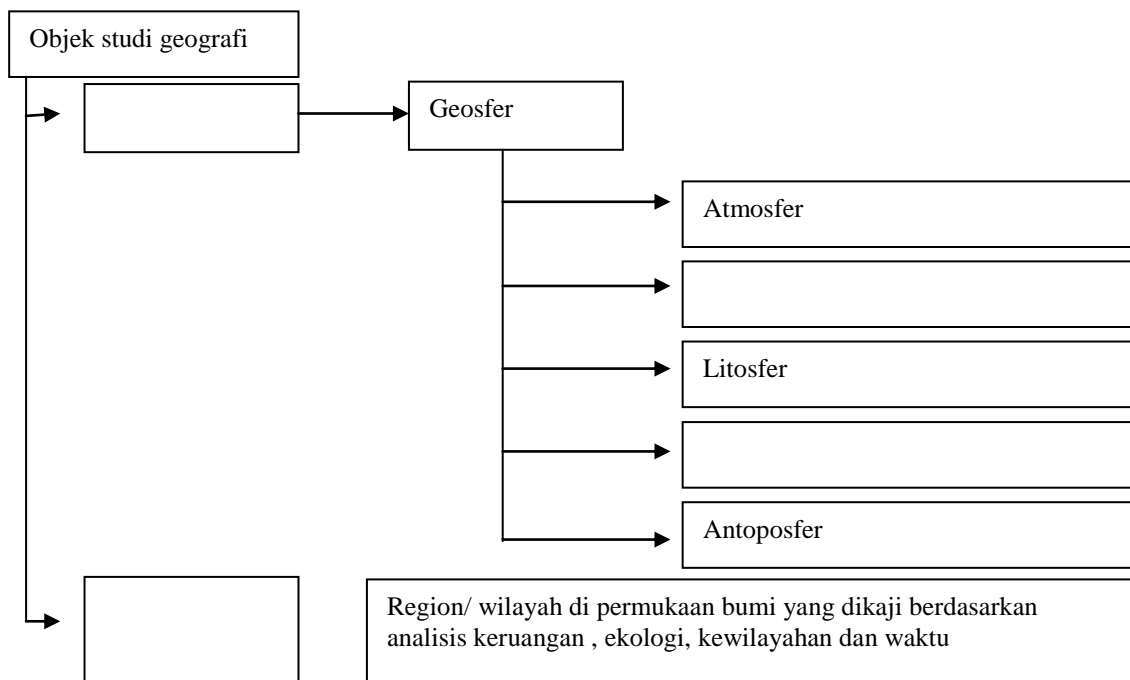 Objek studi geografi
Geosfer
Atmosfer
Litosfer
Antoposfer
Region/ wilayah di permukaan bumi yang dikaji berdasarkan
analisis keruangan , ekologi, kewilayahan dan waktu